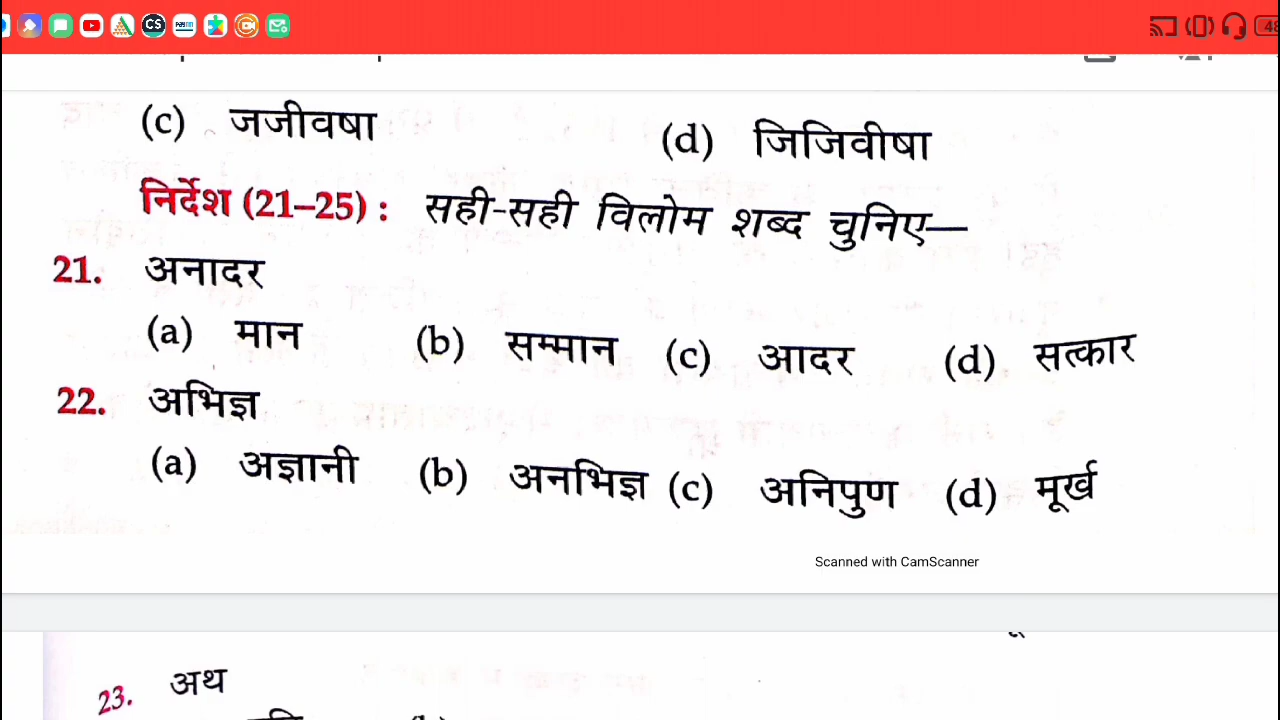 (c) जजीवषा (d) जिजिवीषा
निर्देश (21–25) : सही-सही विलोम शब्द चुनिए—
21. अनादर
(a) मान (b) सम्मान (c) आदर (d) सत्कार
22. अभिज्ञ
(a) अज्ञानी (b) अनभिज्ञ (c) अनिपुण (d) मूर्ख
Scanned with CamScanner
23. अथ